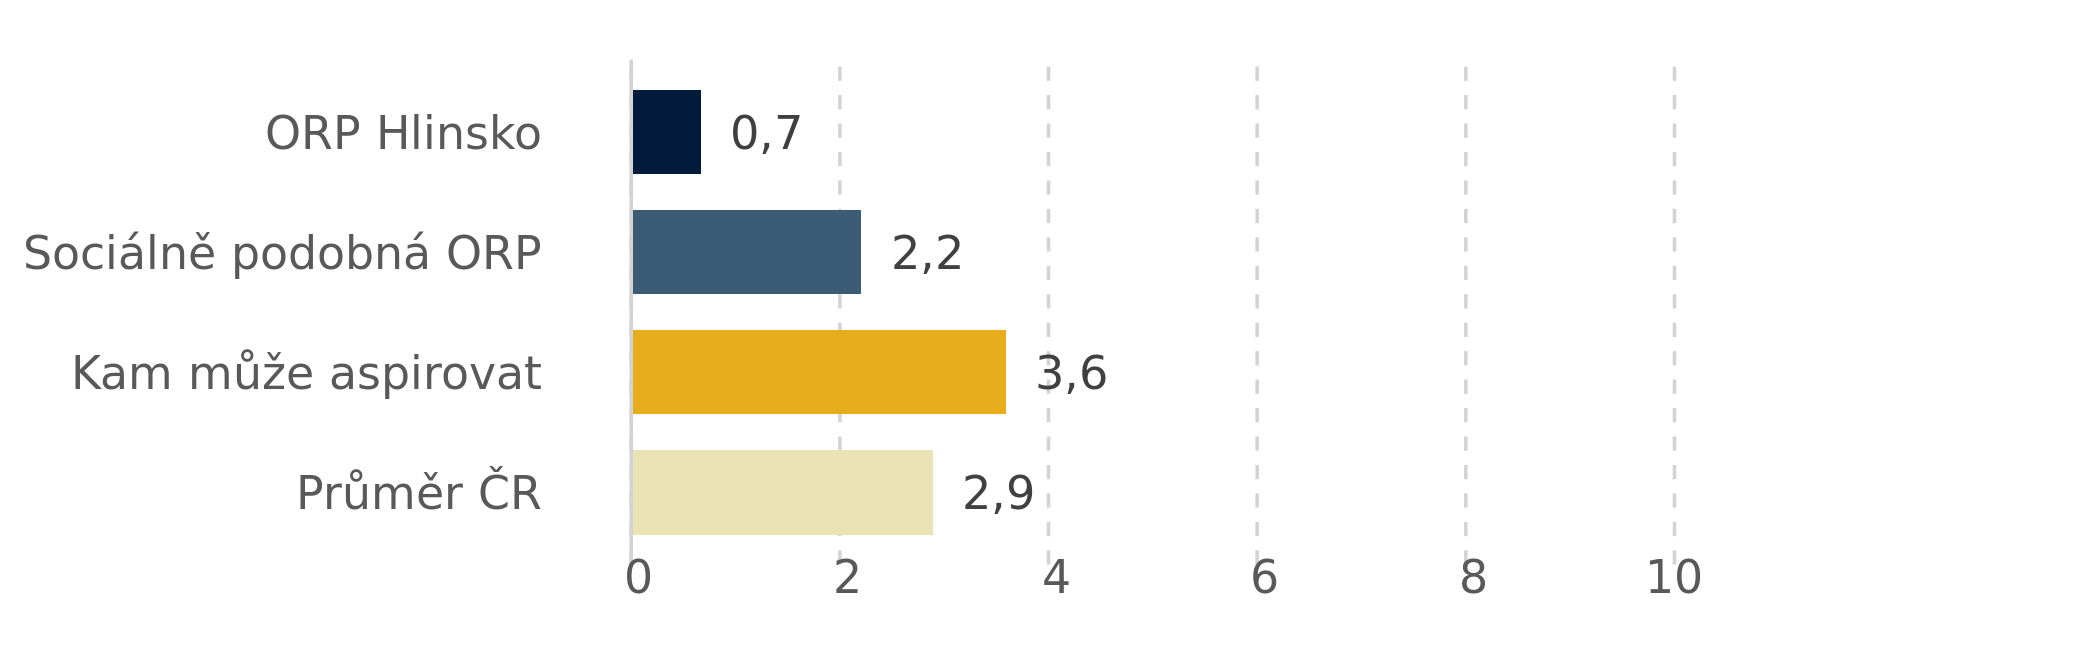 ORP Hlinsko 0,7
Sociálně podobná ORP 2,2
Kam může aspirovat 3,6
Průměr ČR 2,9
0 2 4 6 8 10